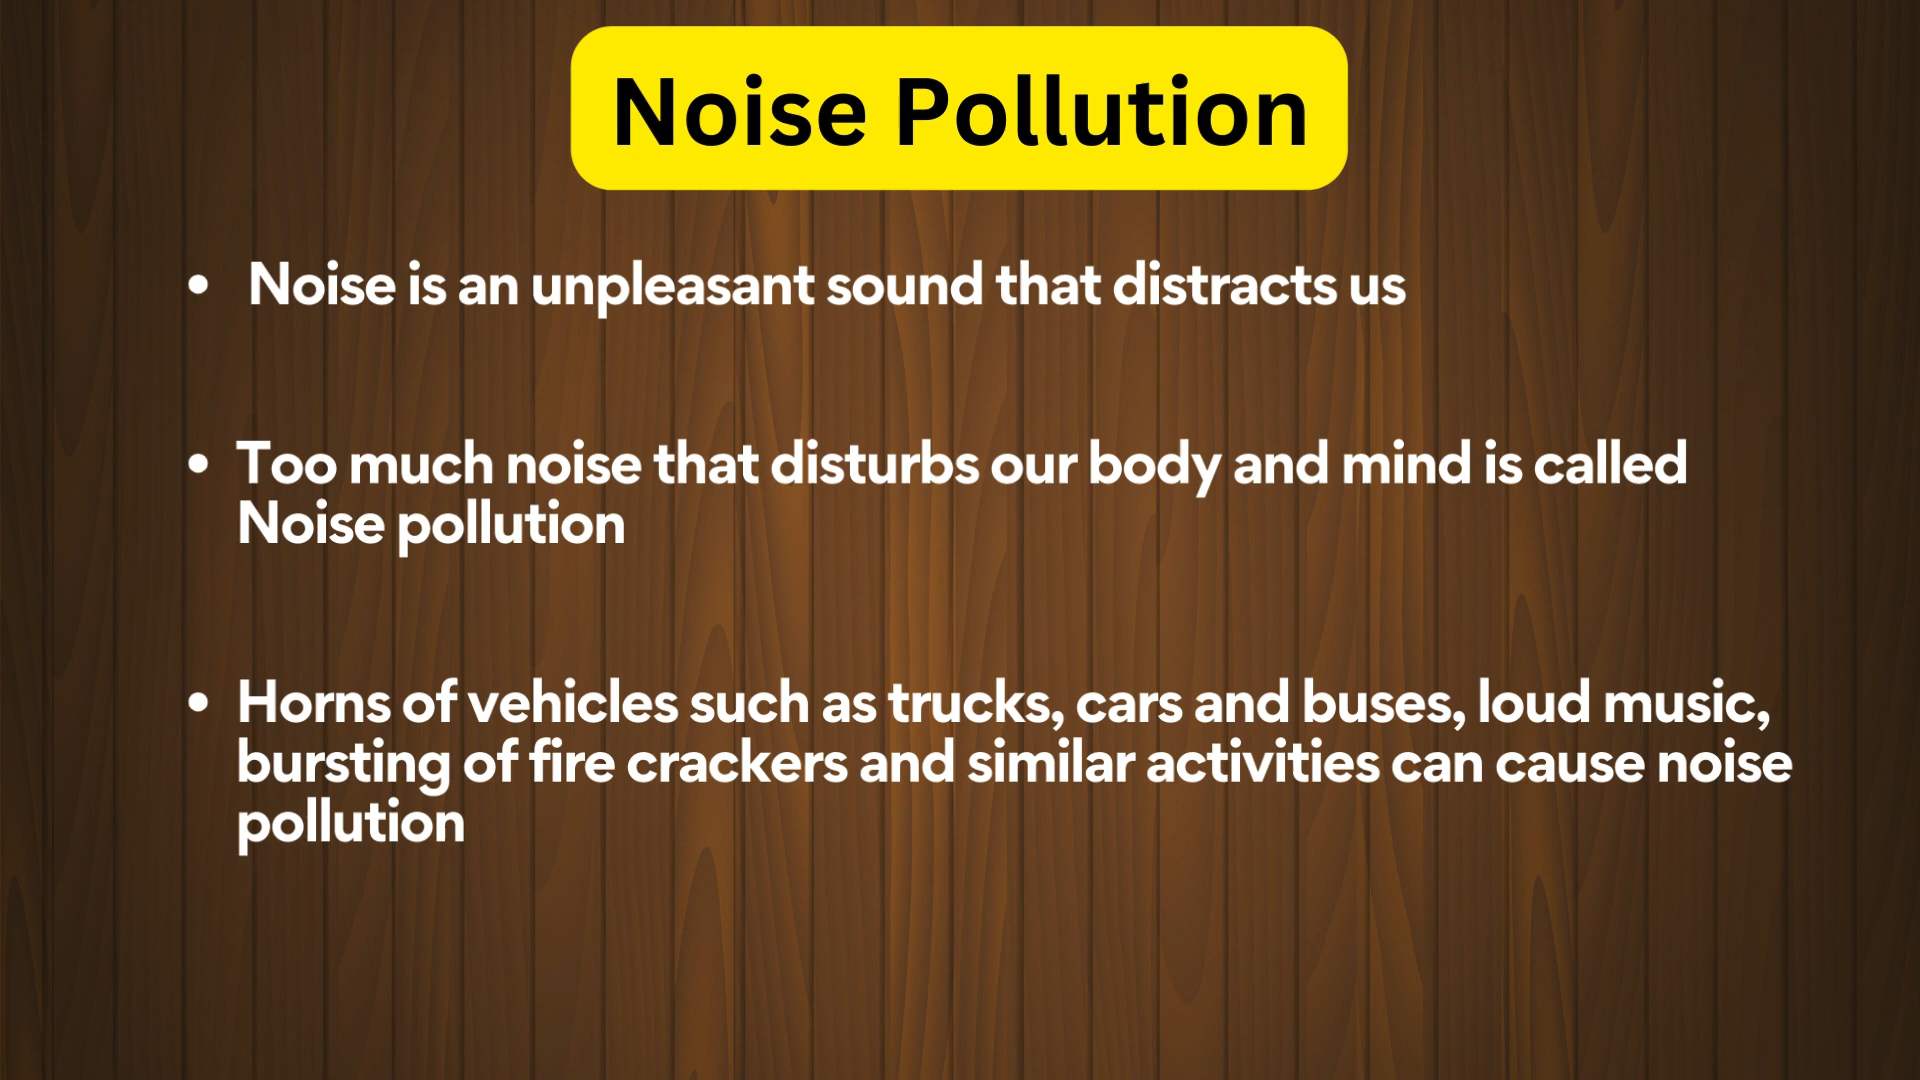 Noise Pollution
• Noise is an unpleasant sound that distracts us
• Too much noise that disturbs our body and mind is called
Noise pollution
• Horns of vehicles such as trucks, cars and buses, loud music,
bursting of fire crackers and similar activities can cause noise
pollution